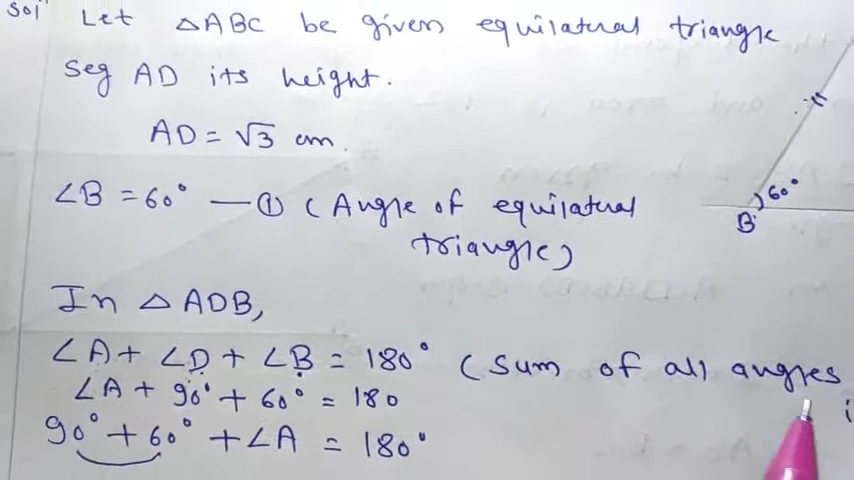 Sol"
Let △ABC be given equilateral triangle
Seg AD its height.
AD = √3 cm.
∠B = 60° — ① (Angle of equilateral
triangle)
60°
B
In △ADB,
∠A + ∠D + ∠B = 180° (Sum of all angles
∠A + 90° + 60° = 180
90° + 60° + ∠A = 180°